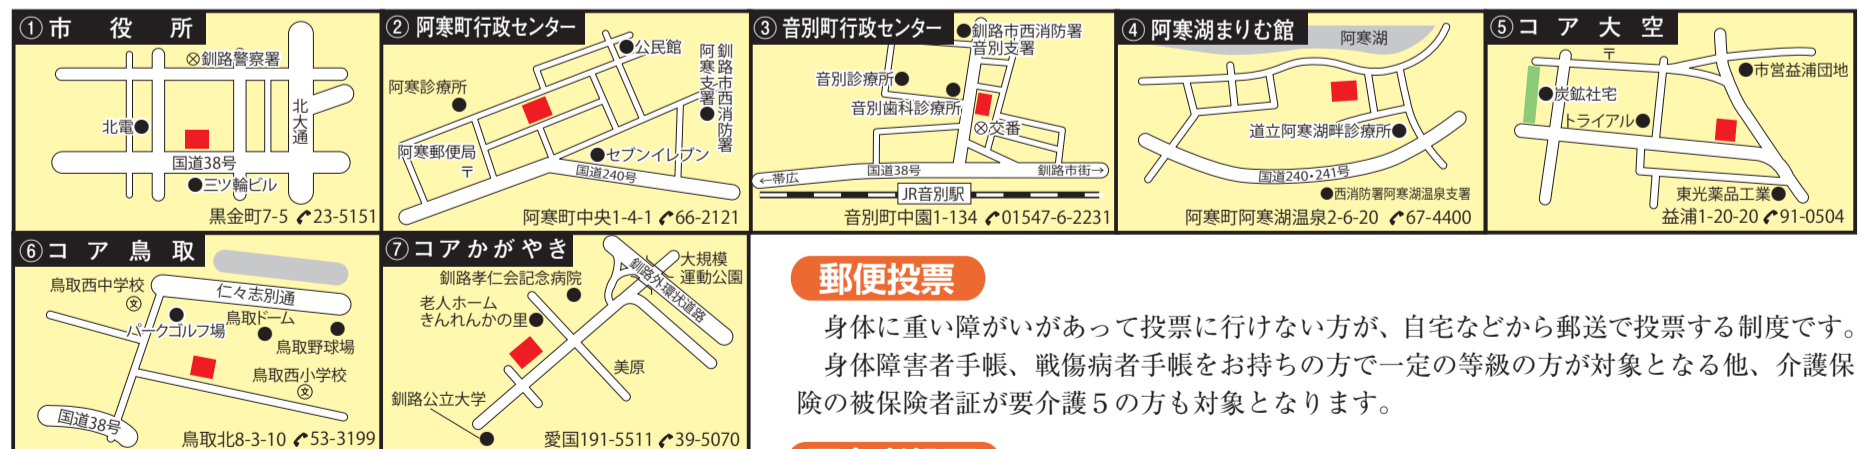 ①市役所
⊗釧路警察署
北大通
北電●
国道38号
●三ツ輪ビル
黒金町7-5 23-5151
②阿寒町行政センター
●公民館
釧路市西消防署
阿寒支署●
阿寒診療所
阿寒郵便局
〒
●セブンイレブン
国道240号
阿寒町中央1-4-1 66-2121
③音別町行政センター
●釧路市西消防署
音別支署
音別診療所●
音別歯科診療所
⊗交番
国道38号
←帯広
釧路市街→
JR音別駅
音別町中園1-134 01547-6-2231
④阿寒湖まりむ館
阿寒湖
道立阿寒湖畔診療所●
国道240・241号
●西消防署阿寒湖温泉支署
阿寒町阿寒湖温泉2-6-20 67-4400
⑤コア大空
〒
●市営益浦団地
●炭鉱社宅
トライアル●
東光薬品工業●
益浦1-20-20 91-0504
⑥コア鳥取
鳥取西中学校
文
仁々志別通
パークゴルフ場
鳥取ドーム
鳥取野球場
鳥取西小学校
文
国道38号
鳥取北8-3-10 53-3199
⑦コアかがやき
大規模
運動公園
釧路外環状道路
釧路孝仁会記念病院
老人ホーム
きんれんかの里●
美原
釧路公立大学
愛国191-5511 39-5070
郵便投票
身体に重い障がいがあって投票に行けない方が、自宅などから郵送で投票する制度です。
身体障害者手帳、戦傷病者手帳をお持ちの方で一定の等級の方が対象となる他、介護保
険の被保険者証が要介護５の方も対象となります。